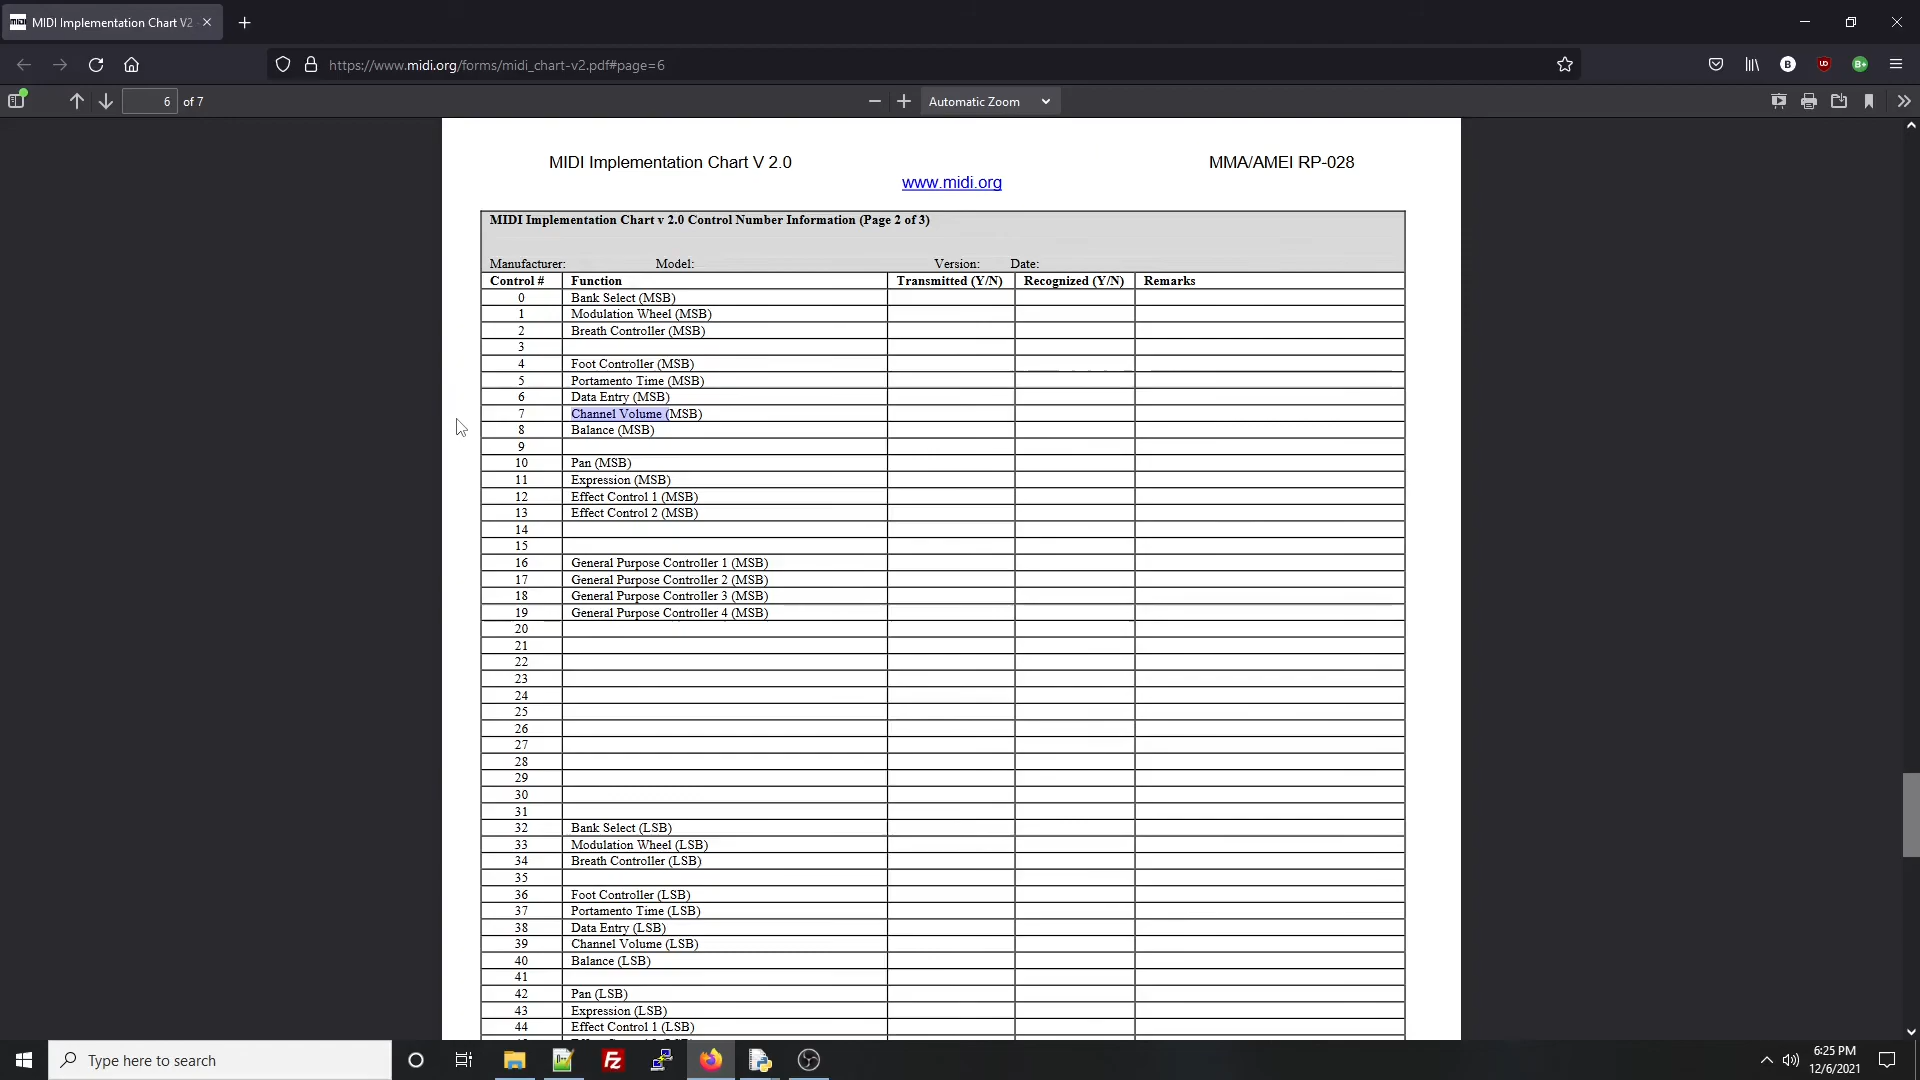 MIDI Implementation Chart V2
https://www.midi.org/forms/midi_chart-v2.pdf#page=6
6 of 7
Automatic Zoom
MIDI Implementation Chart V 2.0 MMA/AMEI RP-028
www.midi.org
MIDI Implementation Chart v 2.0 Control Number Information (Page 2 of 3)
Manufacturer: Model: Version: Date:
Control # Function Transmitted (Y/N) Recognized (Y/N) Remarks
0 Bank Select (MSB)
1 Modulation Wheel (MSB)
2 Breath Controller (MSB)
3
4 Foot Controller (MSB)
5 Portamento Time (MSB)
6 Data Entry (MSB)
7 Channel Volume (MSB)
8 Balance (MSB)
9
10 Pan (MSB)
11 Expression (MSB)
12 Effect Control 1 (MSB)
13 Effect Control 2 (MSB)
14
15
16 General Purpose Controller 1 (MSB)
17 General Purpose Controller 2 (MSB)
18 General Purpose Controller 3 (MSB)
19 General Purpose Controller 4 (MSB)
20
21
22
23
24
25
26
27
28
29
30
31
32 Bank Select (LSB)
33 Modulation Wheel (LSB)
34 Breath Controller (LSB)
35
36 Foot Controller (LSB)
37 Portamento Time (LSB)
38 Data Entry (LSB)
39 Channel Volume (LSB)
40 Balance (LSB)
41
42 Pan (LSB)
43 Expression (LSB)
44 Effect Control 1 (LSB)
Type here to search
6:25 PM
12/6/2021